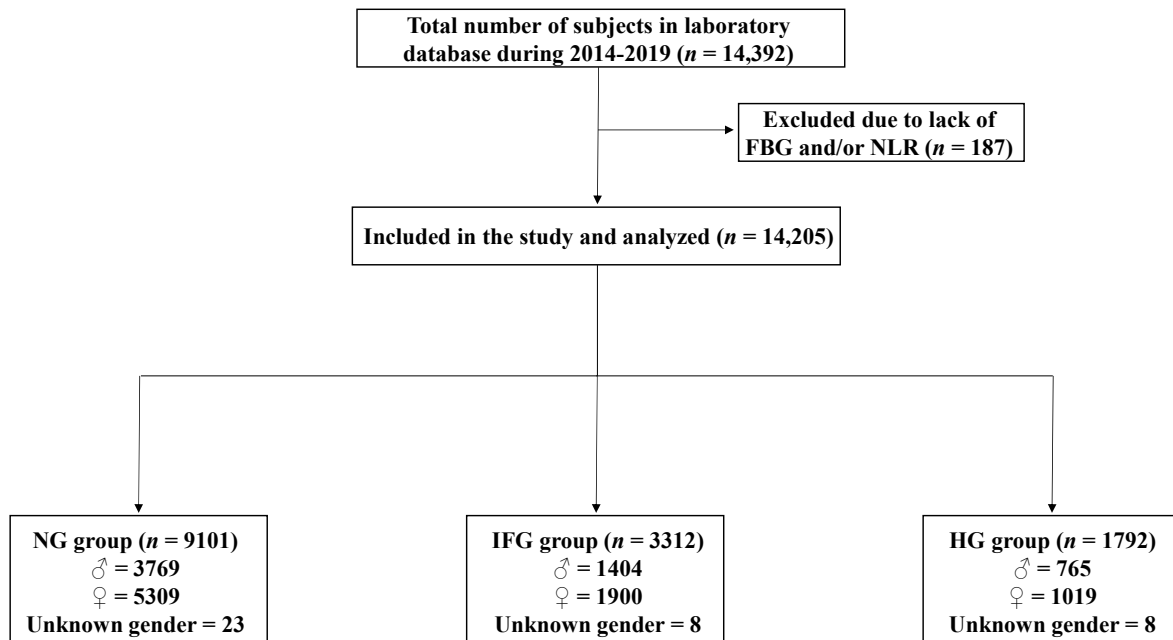 Total number of subjects in laboratory
database during 2014-2019 (n = 14,392)
Excluded due to lack of
FBG and/or NLR (n = 187)
Included in the study and analyzed (n = 14,205)
NG group (n = 9101)
♂ = 3769
♀ = 5309
Unknown gender = 23
IFG group (n = 3312)
♂ = 1404
♀ = 1900
Unknown gender = 8
HG group (n = 1792)
♂ = 765
♀ = 1019
Unknown gender = 8